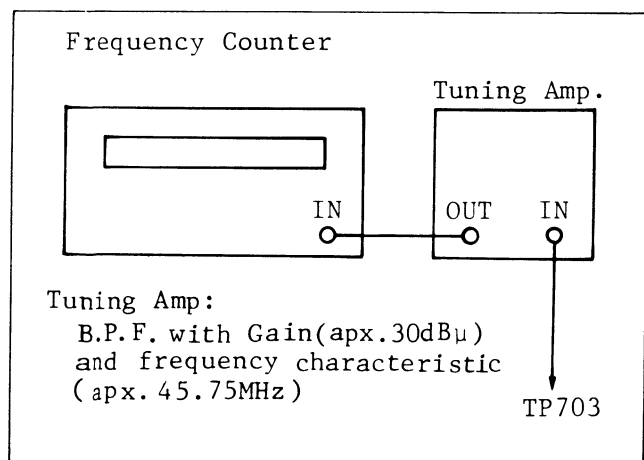 Frequency Counter
Tuning Amp.
IN
OUT
IN
Tuning Amp:
B.P.F. with Gain(apx.30dBμ)
and frequency characteristic
(apx.45.75MHz)
TP703